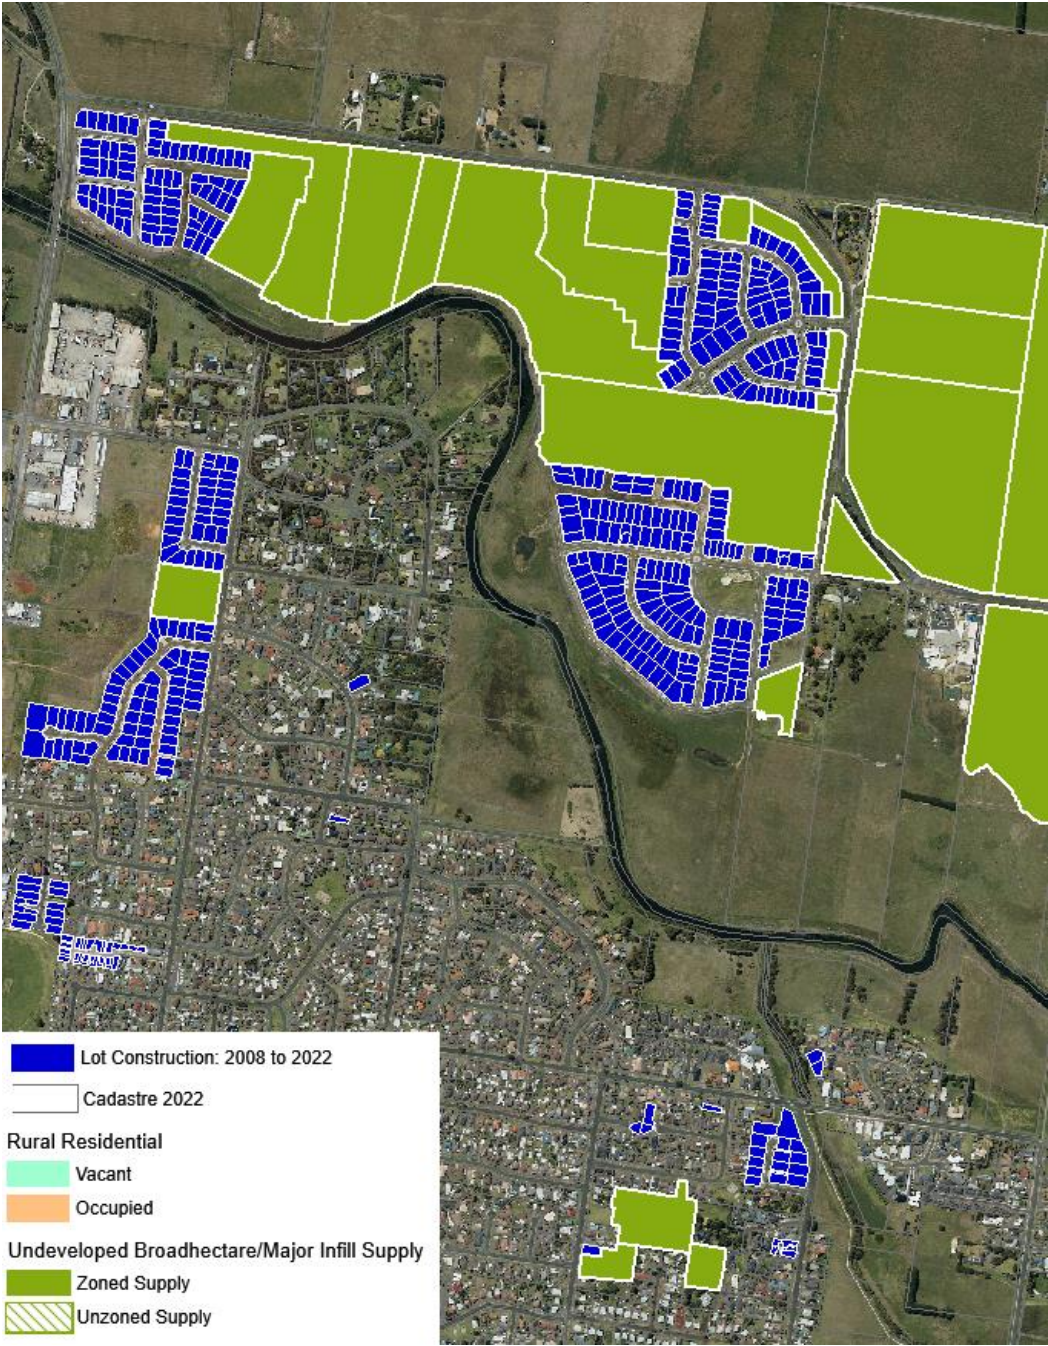 Lot Construction: 2008 to 2022
Cadastre 2022
Rural Residential
Vacant
Occupied
Undeveloped Broadhectare/Major Infill Supply
Zoned Supply
Unzoned Supply